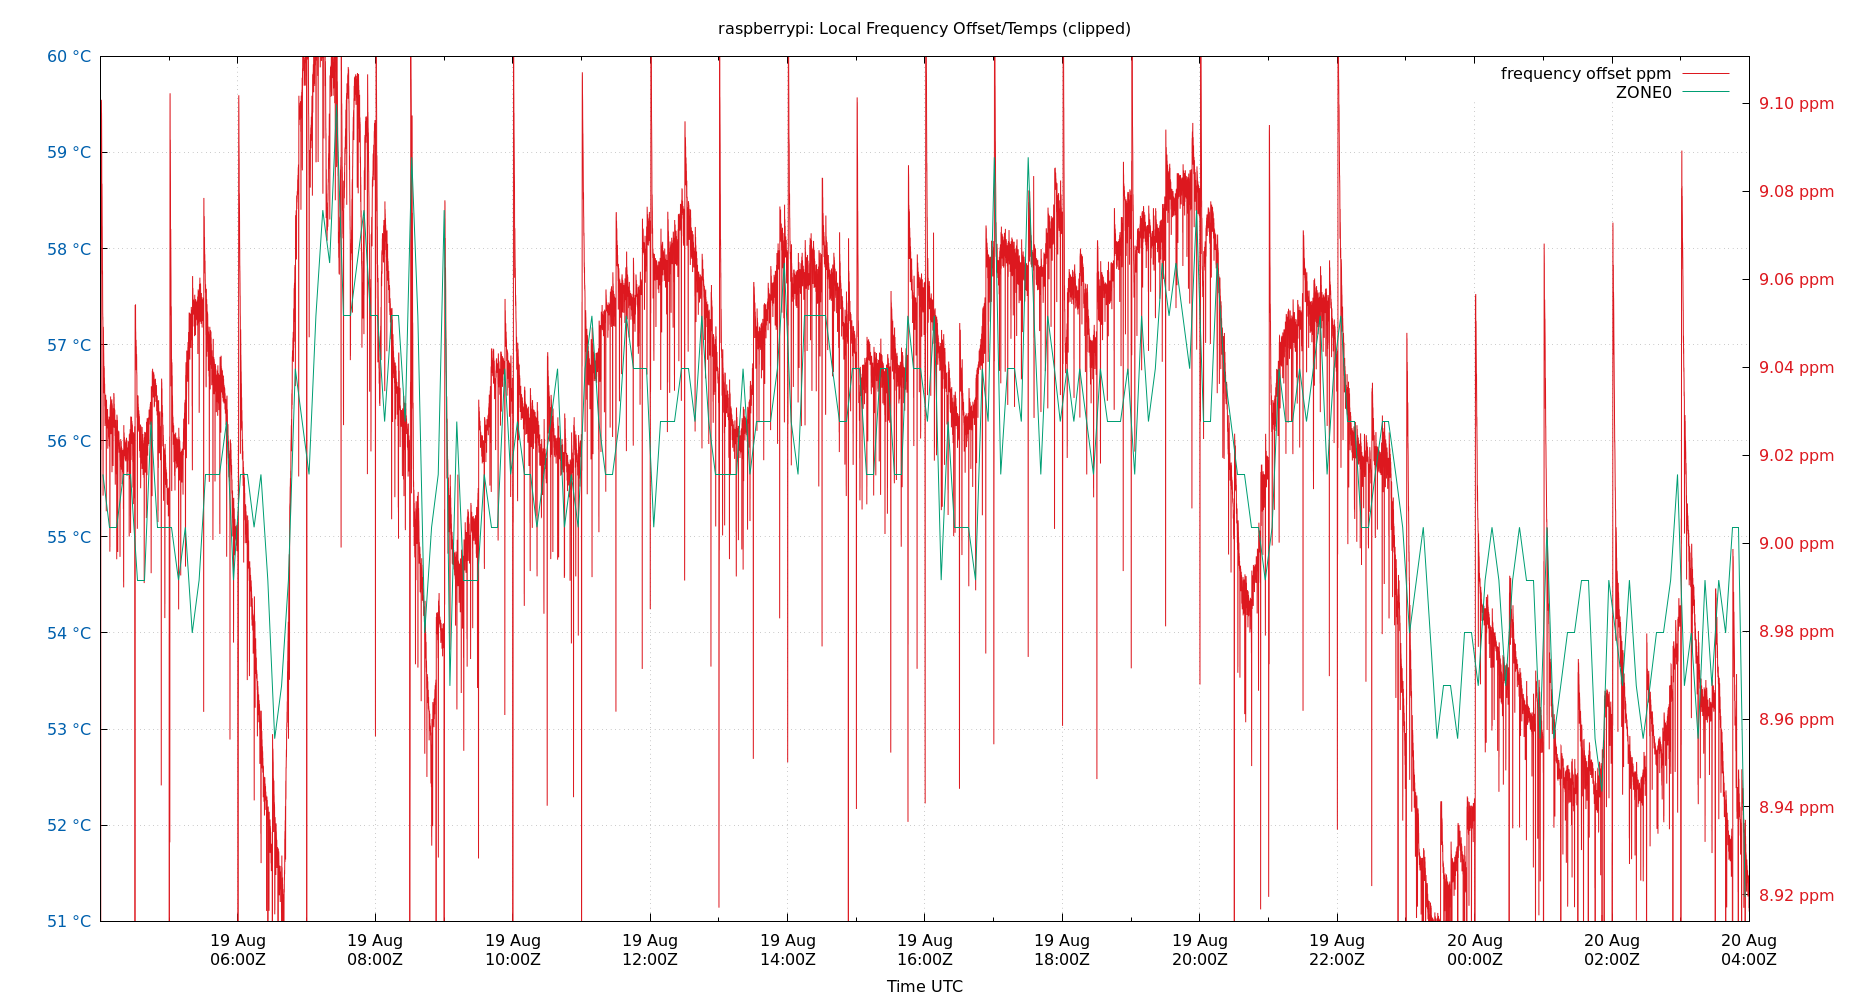 raspberrypi: Local Frequency Offset/Temps (clipped)
frequency offset ppm
ZONE0
60 °C
59 °C
58 °C
57 °C
56 °C
55 °C
54 °C
53 °C
52 °C
51 °C
9.10 ppm
9.08 ppm
9.06 ppm
9.04 ppm
9.02 ppm
9.00 ppm
8.98 ppm
8.96 ppm
8.94 ppm
8.92 ppm
19 Aug
06:00Z
19 Aug
08:00Z
19 Aug
10:00Z
19 Aug
12:00Z
19 Aug
14:00Z
19 Aug
16:00Z
19 Aug
18:00Z
19 Aug
20:00Z
19 Aug
22:00Z
20 Aug
00:00Z
20 Aug
02:00Z
20 Aug
04:00Z
Time UTC